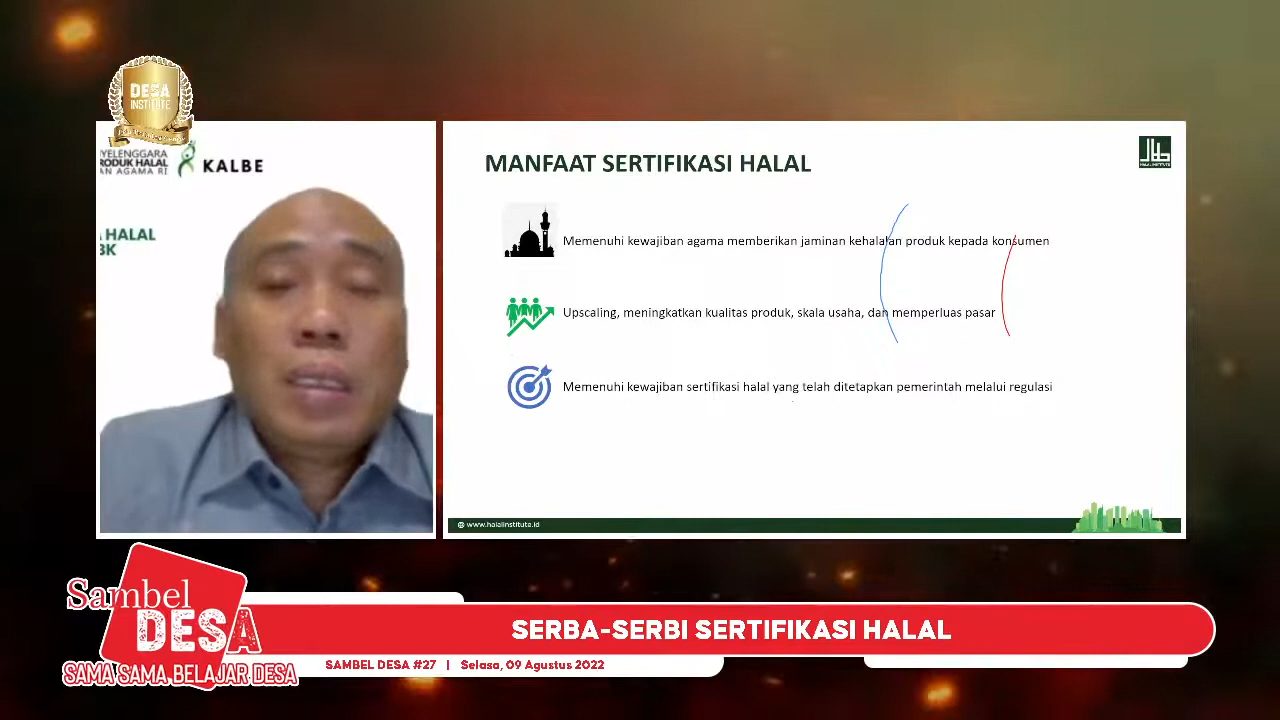 DESA
INSTITUTE
YELENGGARA
RODUK HALAL
AN AGAMA RI
KALBE
HALAL
BK
MANFAAT SERTIFIKASI HALAL
HALAL INSTITUTE
Memenuhi kewajiban agama memberikan jaminan kehalalan produk kepada konsumen
Upscaling, meningkatkan kualitas produk, skala usaha, dan memperluas pasar
Memenuhi kewajiban sertifikasi halal yang telah ditetapkan pemerintah melalui regulasi
www.halalinstitute.id
Sambel
DESA
SAMA SAMA BELAJAR DESA
SERBA-SERBI SERTIFIKASI HALAL
SAMBEL DESA #27 | Selasa, 09 Agustus 2022